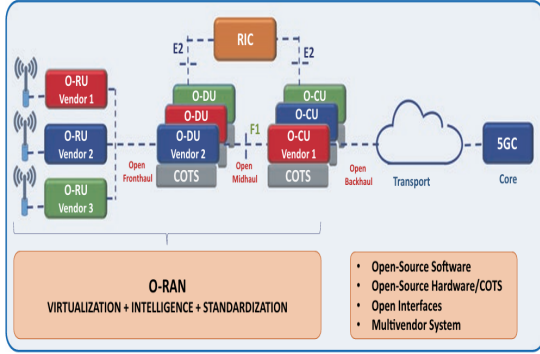 RIC
E2
E2
O-RU
Vendor 1
O-RU
Vendor 2
O-RU
Vendor 3
Open
Fronthaul
O-DU
O-DU
O-DU
Vendor 2
COTS
F1
Open
Midhaul
O-CU
O-CU
O-CU
Vendor 1
COTS
Open
Backhaul
Transport
5GC
Core
O-RAN
VIRTUALIZATION + INTELLIGENCE + STANDARDIZATION
• Open-Source Software
• Open-Source Hardware/COTS
• Open Interfaces
• Multivendor System